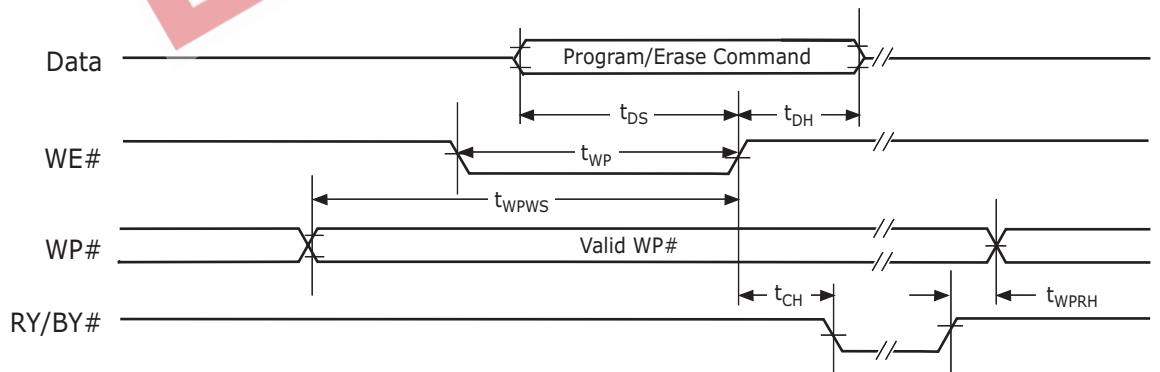 Data
Program/Erase Command
tDS
tDH
WE#
tWP
tWPWS
WP#
Valid WP#
tCH
tWPRH
RY/BY#